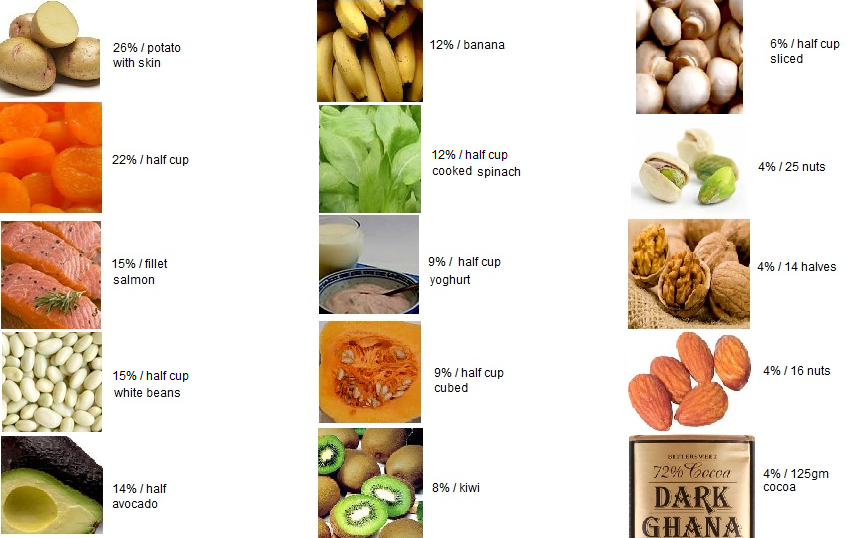 26% / potato
with skin
22% / half cup
15% / fillet
salmon
15% / half cup
white beans
14% / half
avocado
12% / banana
12% / half cup
cooked spinach
9% / half cup
yoghurt
9% / half cup
cubed
8% / kiwi
6% / half cup
sliced
4% / 25 nuts
4% / 14 halves
4% / 16 nuts
BITTERSWEET
72% Cocoa
DARK
GHANA
4% / 125gm
cocoa